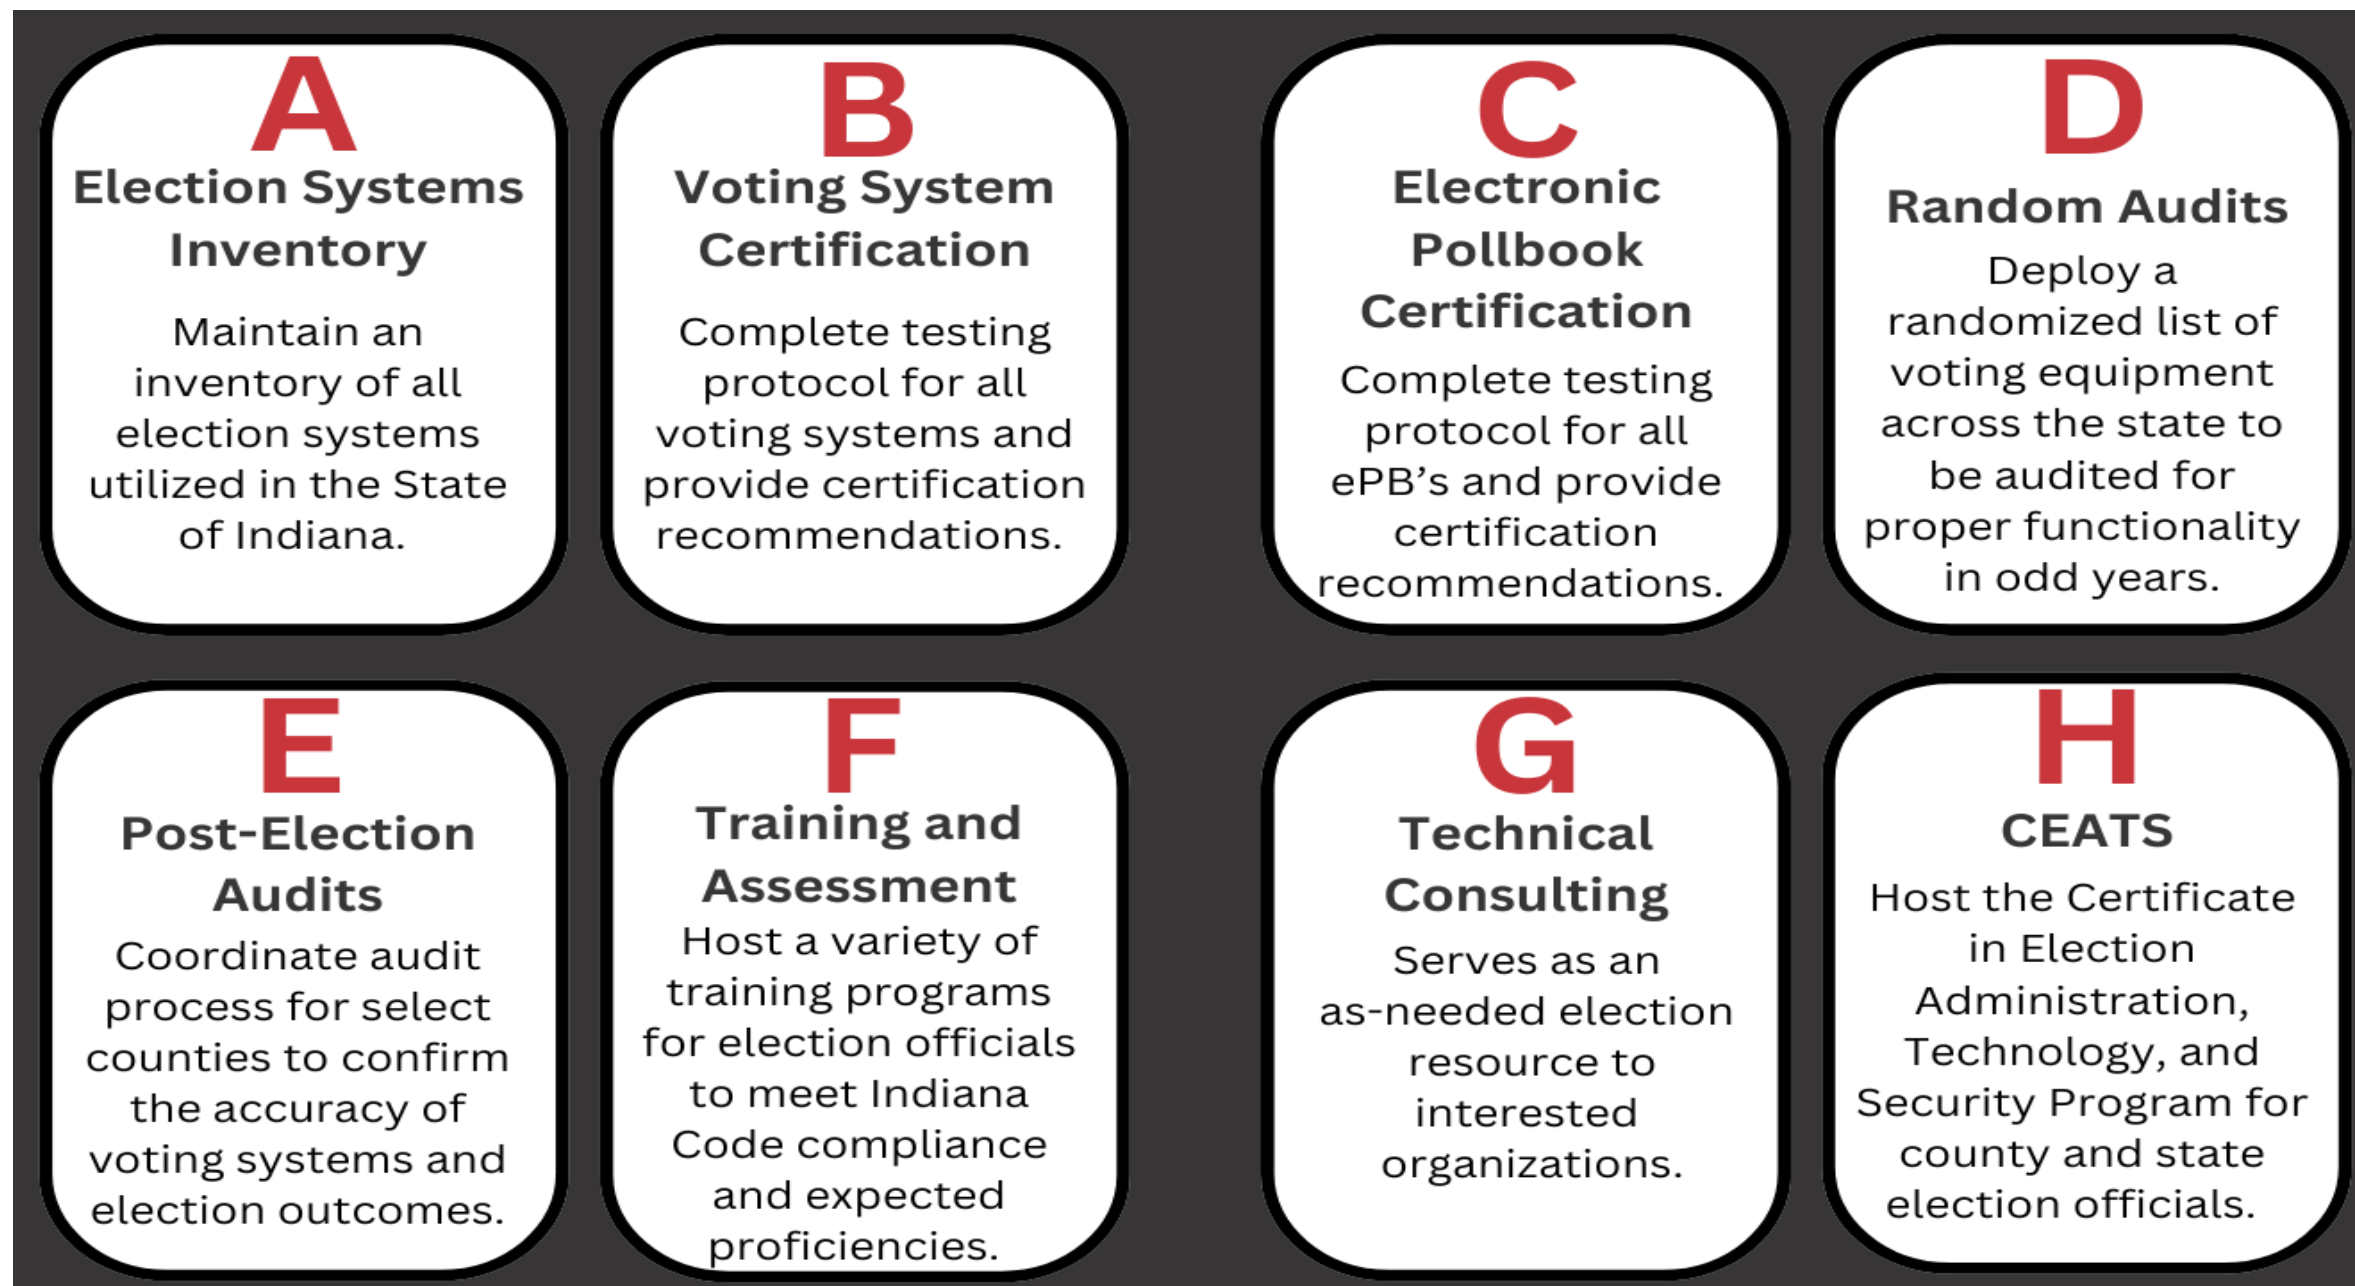 A
Election Systems
Inventory
Maintain an
inventory of all
election systems
utilized in the State
of Indiana.
B
Voting System
Certification
Complete testing
protocol for all
voting systems and
provide certification
recommendations.
C
Electronic
Pollbook
Certification
Complete testing
protocol for all
ePB’s and provide
certification
recommendations.
D
Random Audits
Deploy a
randomized list of
voting equipment
across the state to
be audited for
proper functionality
in odd years.
E
Post-Election
Audits
Coordinate audit
process for select
counties to confirm
the accuracy of
voting systems and
election outcomes.
F
Training and
Assessment
Host a variety of
training programs
for election officials
to meet Indiana
Code compliance
and expected
proficiencies.
G
Technical
Consulting
Serves as an
as-needed election
resource to
interested
organizations.
H
CEATS
Host the Certificate
in Election
Administration,
Technology, and
Security Program for
county and state
election officials.